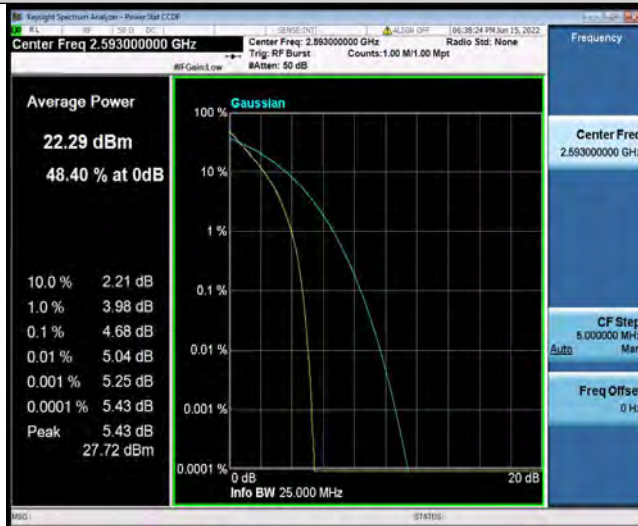 Keysight Spectrum Analyzer - Power Stat CCDF
RL RF 50 Ω DC SENSE:INT ALIGN OFF 06:38:24 PM Jun 15, 2022
Center Freq 2.593000000 GHz
Center Freq: 2.593000000 GHz Radio Std: None
Trig: RF Burst Counts:1.00 M/1.00 Mpt
#IFGain:Low #Atten: 50 dB
Frequency
Average Power
22.29 dBm
48.40 % at 0dB
10.0 % 2.21 dB
1.0 % 3.98 dB
0.1 % 4.68 dB
0.01 % 5.04 dB
0.001 % 5.25 dB
0.0001 % 5.43 dB
Peak 5.43 dB
27.72 dBm
Gaussian
100 %
10 %
1 %
0.1 %
0.01 %
0.001 %
0.0001 %
0 dB 20 dB
Info BW 25.000 MHz
Center Freq
2.593000000 GHz
CF Step
5.000000 MHz
Auto Man
Freq Offset
0 Hz
MSG STATUS